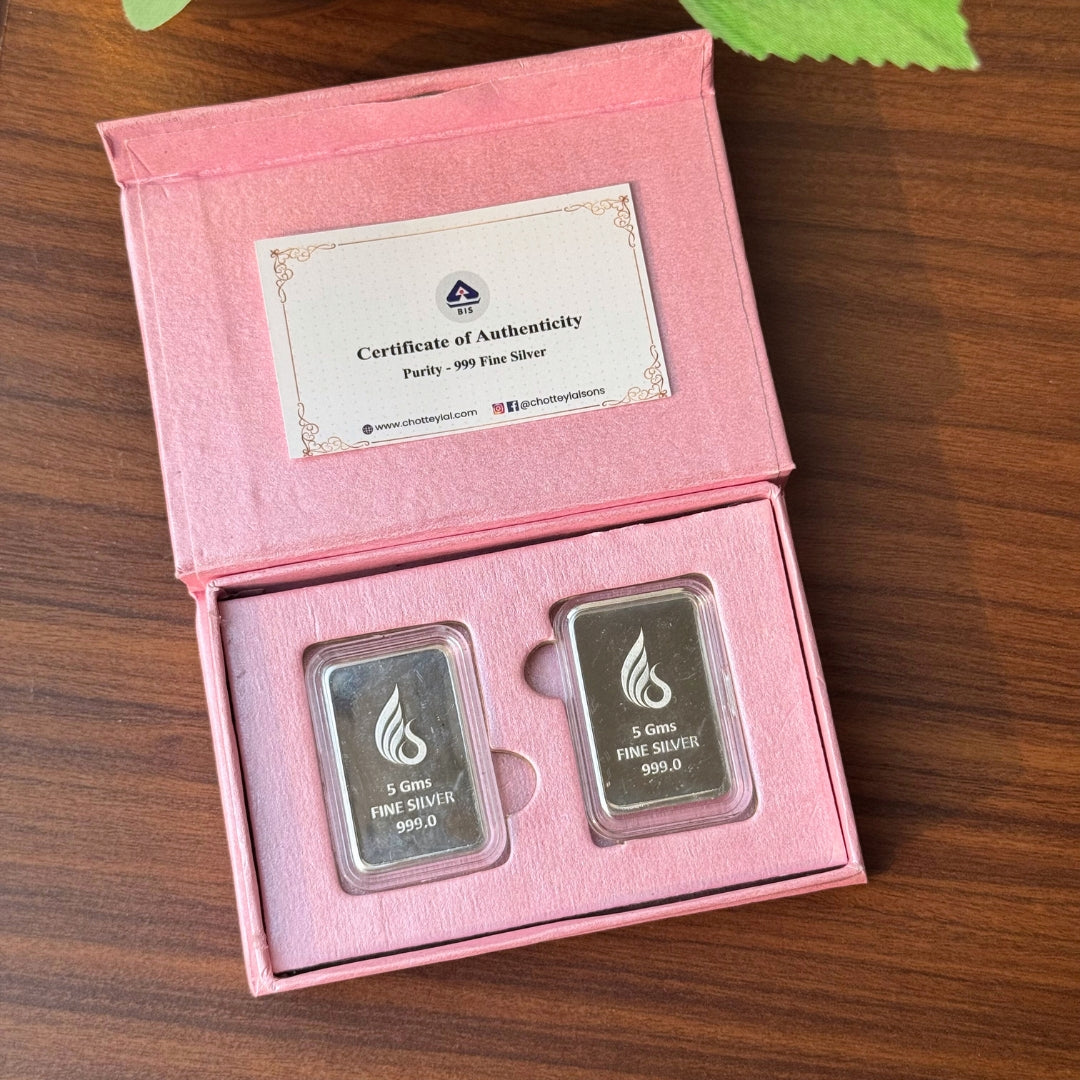 BIS
Certificate of Authenticity
Purity - 999 Fine Silver
www.chotteylal.com @chotteylalsons
5 Gms
FINE SILVER
999.0
5 Gms
FINE SILVER
999.0